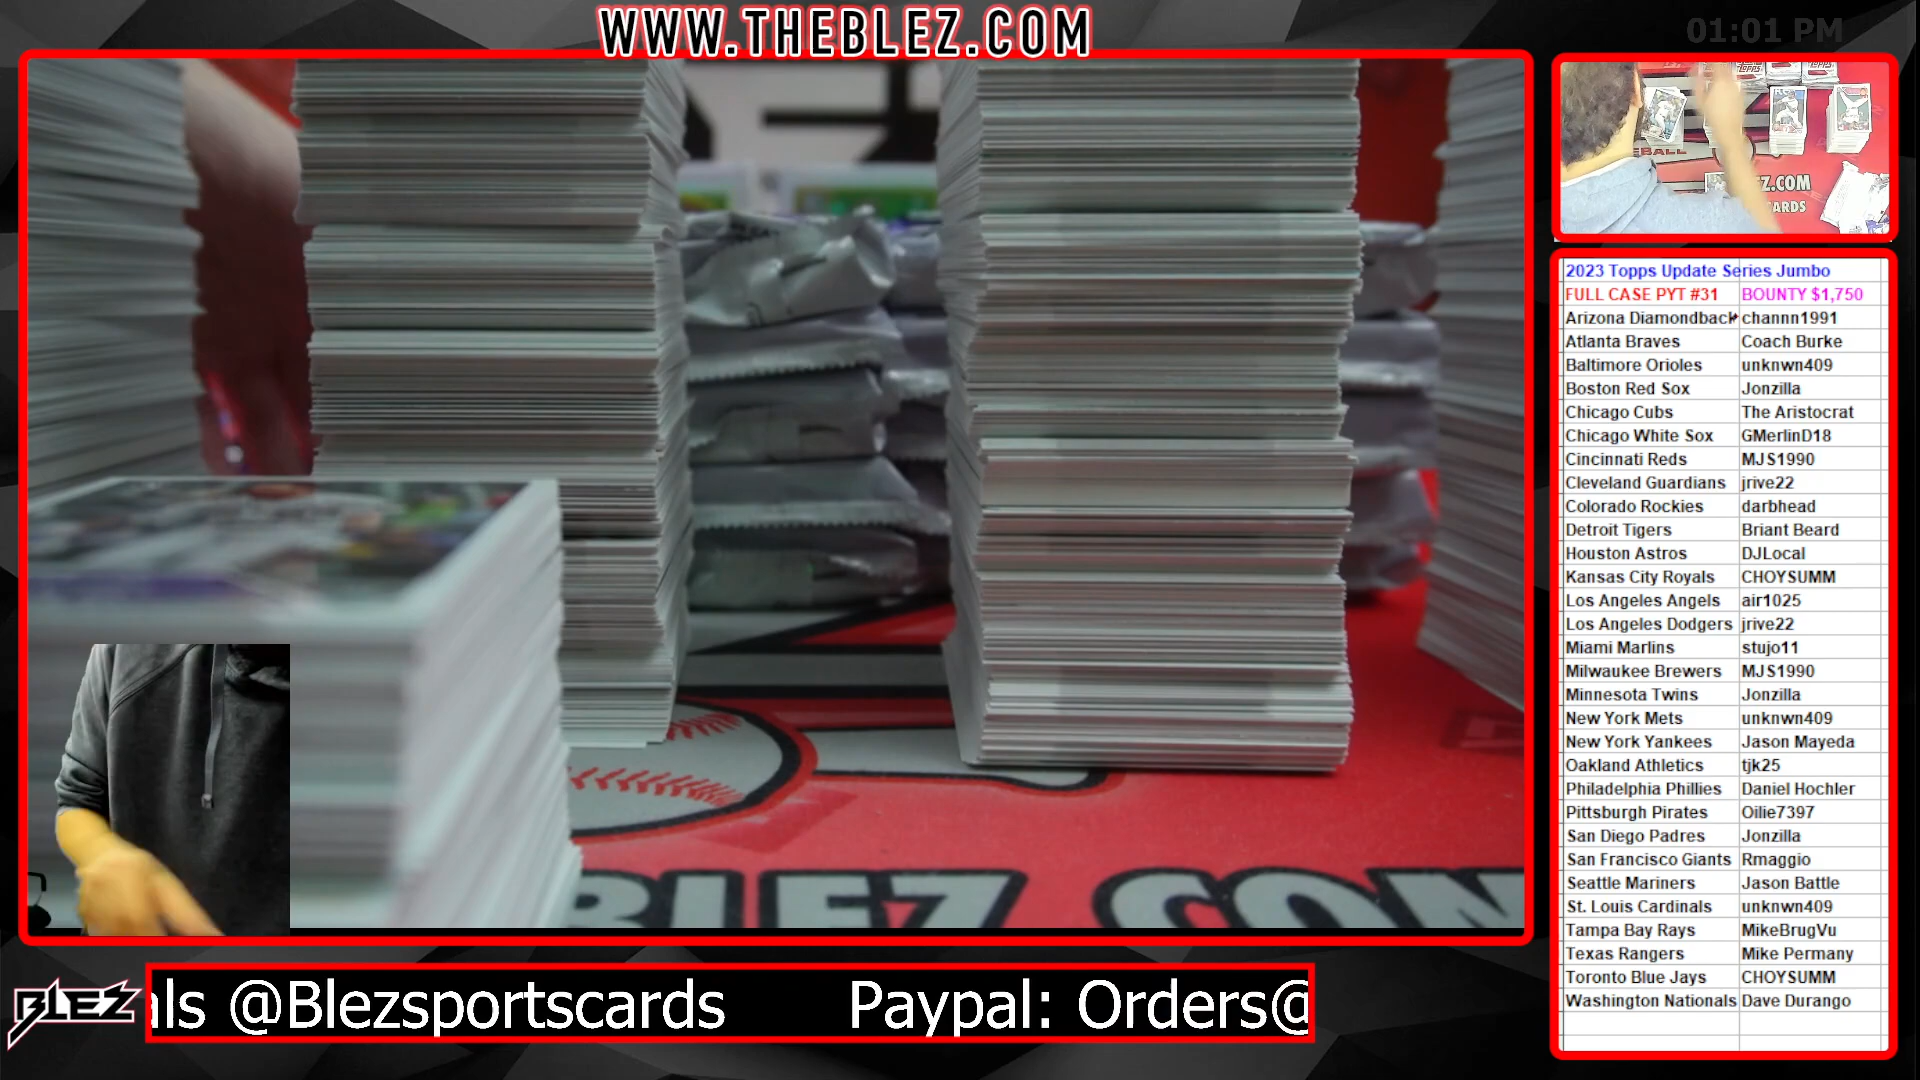 WWW.THEBLEZ.COM
01:01 PM
Z.COM
CARDS
2023 Topps Update Series Jumbo
FULL CASE PYT #31 BOUNTY $1,750
Arizona Diamondback channn1991
Atlanta Braves Coach Burke
Baltimore Orioles unknwn409
Boston Red Sox Jonzilla
Chicago Cubs The Aristocrat
Chicago White Sox GMerlinD18
Cincinnati Reds MJS1990
Cleveland Guardians jrive22
Colorado Rockies darbhead
Detroit Tigers Briant Beard
Houston Astros DJLocal
Kansas City Royals CHOYSUMM
Los Angeles Angels air1025
Los Angeles Dodgers jrive22
Miami Marlins stujo11
Milwaukee Brewers MJS1990
Minnesota Twins Jonzilla
New York Mets unknwn409
New York Yankees Jason Mayeda
Oakland Athletics tjk25
Philadelphia Phillies Daniel Hochler
Pittsburgh Pirates Oilie7397
San Diego Padres Jonzilla
San Francisco Giants Rmaggio
Seattle Mariners Jason Battle
St. Louis Cardinals unknwn409
Tampa Bay Rays MikeBrugVu
Texas Rangers Mike Permany
Toronto Blue Jays CHOYSUMM
Washington Nationals Dave Durango
BLEZ.COM
BLEZ
als @Blezsportscards Paypal: Orders@